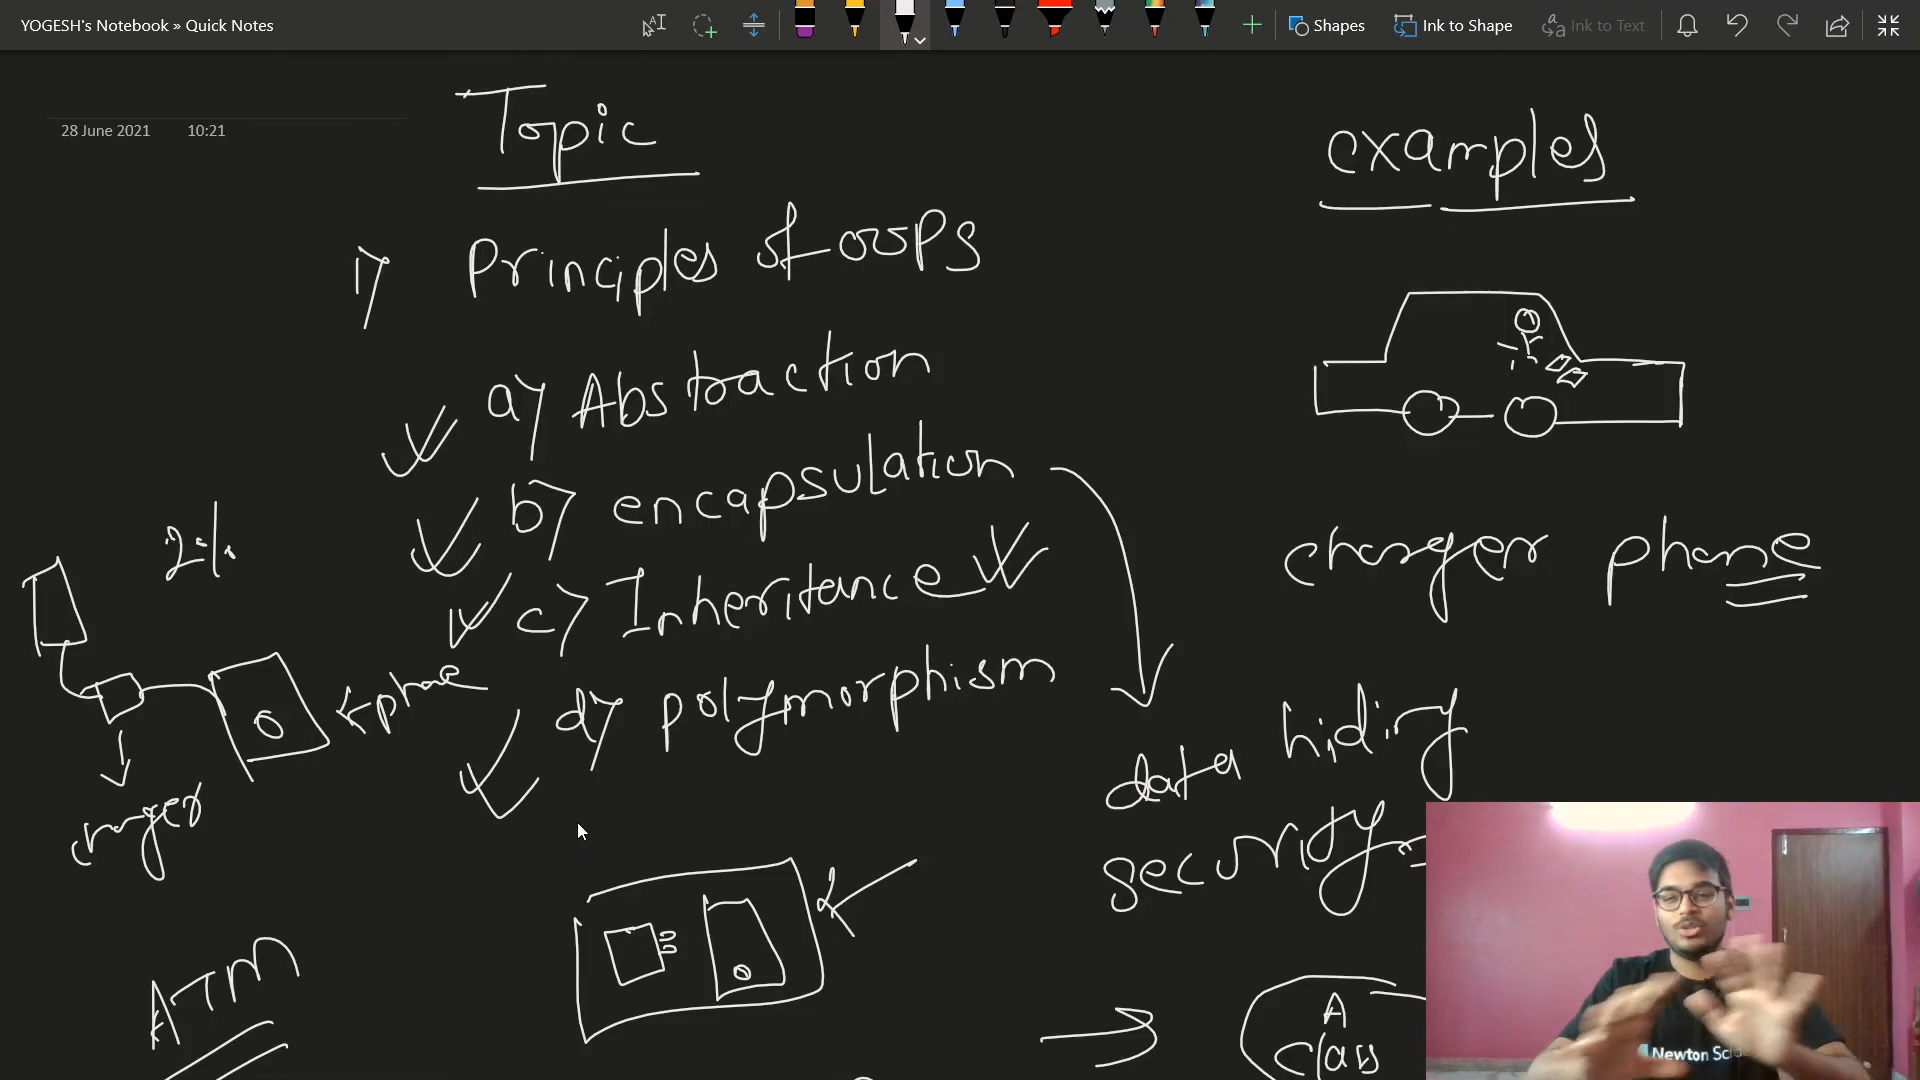 YOGESH's Notebook » Quick Notes
Shapes
Ink to Shape
Ink to Text
28 June 2021 10:21
Topic
examples
1) Principles of OOPS
a) Abstraction
b) encapsulation
c) Inheritance
d) polymorphism
2%
phone
charger
charger phone
data hiding
security
ATM
A
class
Newton Sc